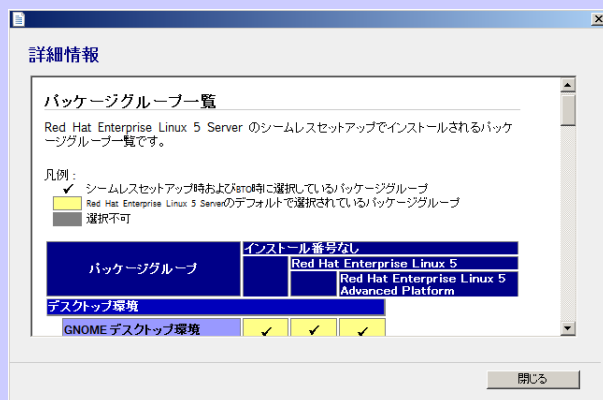 詳細情報
パッケージグループ一覧
Red Hat Enterprise Linux 5 Server のシームレスセットアップでインストールされるパッケ
ージグループ一覧です。
凡例 :
✓ シームレスセットアップ時およびBTO時に選択しているパッケージグループ
Red Hat Enterprise Linux 5 Serverのデフォルトで選択されているパッケージグループ
選択不可
パッケージグループ
インストール番号なし
Red Hat Enterprise Linux 5
Red Hat Enterprise Linux 5
Advanced Platform
デスクトップ環境
GNOME デスクトップ環境 ✓ ✓ ✓
閉じる